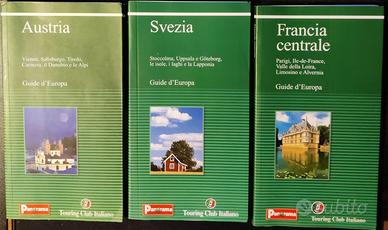 Austria
Vienna, Salisburgo, Tirolo,
Carinzia, il Danubio e le Alpi
Guide d'Europa
Panorama
Touring Club Italiano
Svezia
Stoccolma, Uppsala e Göteborg,
le isole, i laghi e la Lapponia
Guide d'Europa
Panorama
Touring Club Italiano
Francia
centrale
Parigi, Ile-de-France,
Valle della Loira,
Limosino e Alvernia
Guide d'Europa
Panorama
Touring Club Italiano
subito